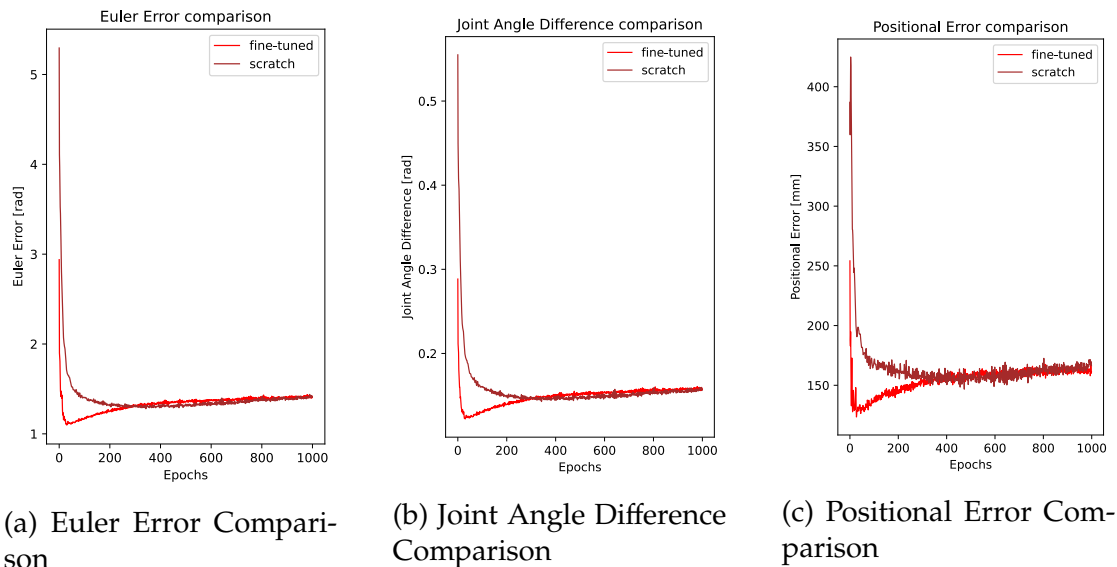 Euler Error comparison
fine-tuned
scratch
5
4
3
2
1
Euler Error [rad]
0 200 400 600 800 1000
Epochs
(a) Euler Error Compari-
son
Joint Angle Difference comparison
fine-tuned
scratch
0.5
0.4
0.3
0.2
Joint Angle Difference [rad]
0 200 400 600 800 1000
Epochs
(b) Joint Angle Difference
Comparison
Positional Error comparison
fine-tuned
scratch
400
350
300
250
200
150
Positional Error [mm]
0 200 400 600 800 1000
Epochs
(c) Positional Error Com-
parison